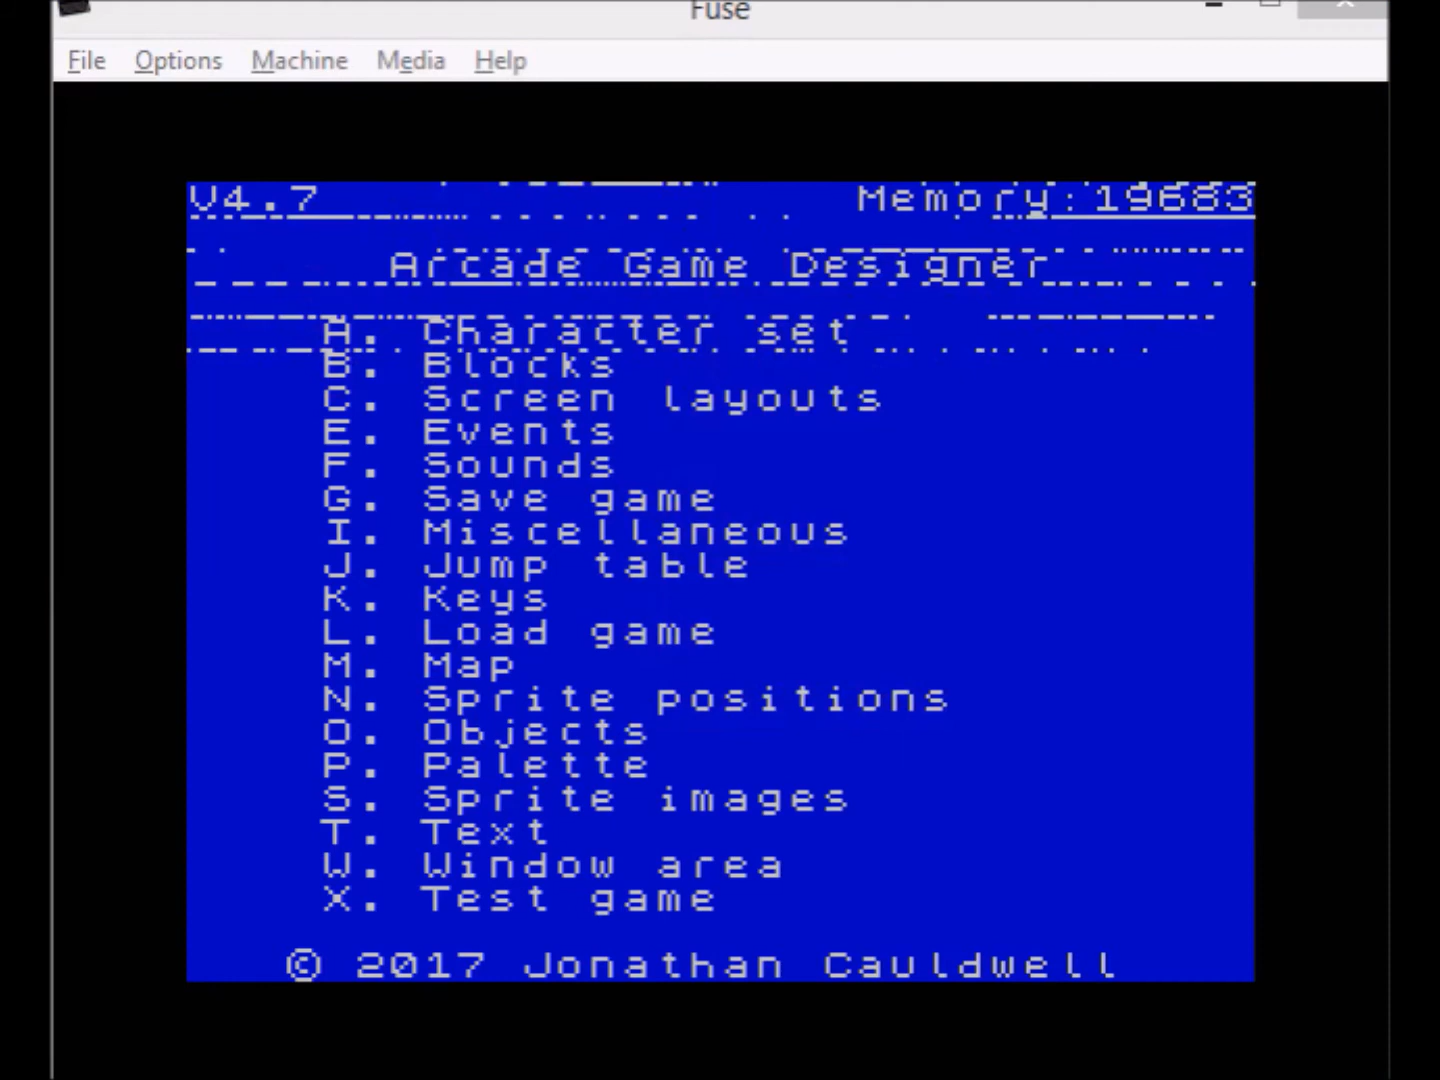 Fuse
File Options Machine Media Help
V4.7 Memory:19683
Arcade Game Designer
A. Character set
B. Blocks
C. Screen layouts
E. Events
F. Sounds
G. Save game
I. Miscellaneous
J. Jump table
K. Keys
L. Load game
M. Map
N. Sprite positions
O. Objects
P. Palette
S. Sprite images
T. Text
W. Window area
X. Test game
© 2017 Jonathan Cauldwell